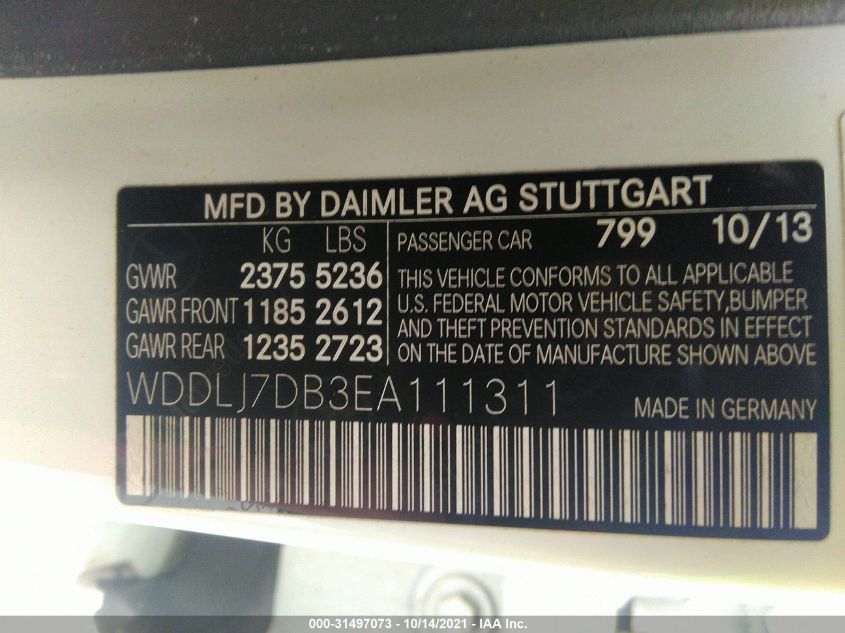 MFD BY DAIMLER AG STUTTGART
KG LBS
GVWR 2375 5236
GAWR FRONT 1185 2612
GAWR REAR 1235 2723
PASSENGER CAR 799 10/13
THIS VEHICLE CONFORMS TO ALL APPLICABLE
U.S. FEDERAL MOTOR VEHICLE SAFETY,BUMPER
AND THEFT PREVENTION STANDARDS IN EFFECT
ON THE DATE OF MANUFACTURE SHOWN ABOVE
WDDLJ7DB3EA111311
MADE IN GERMANY
000-31497073 - 10/14/2021 - IAA Inc.